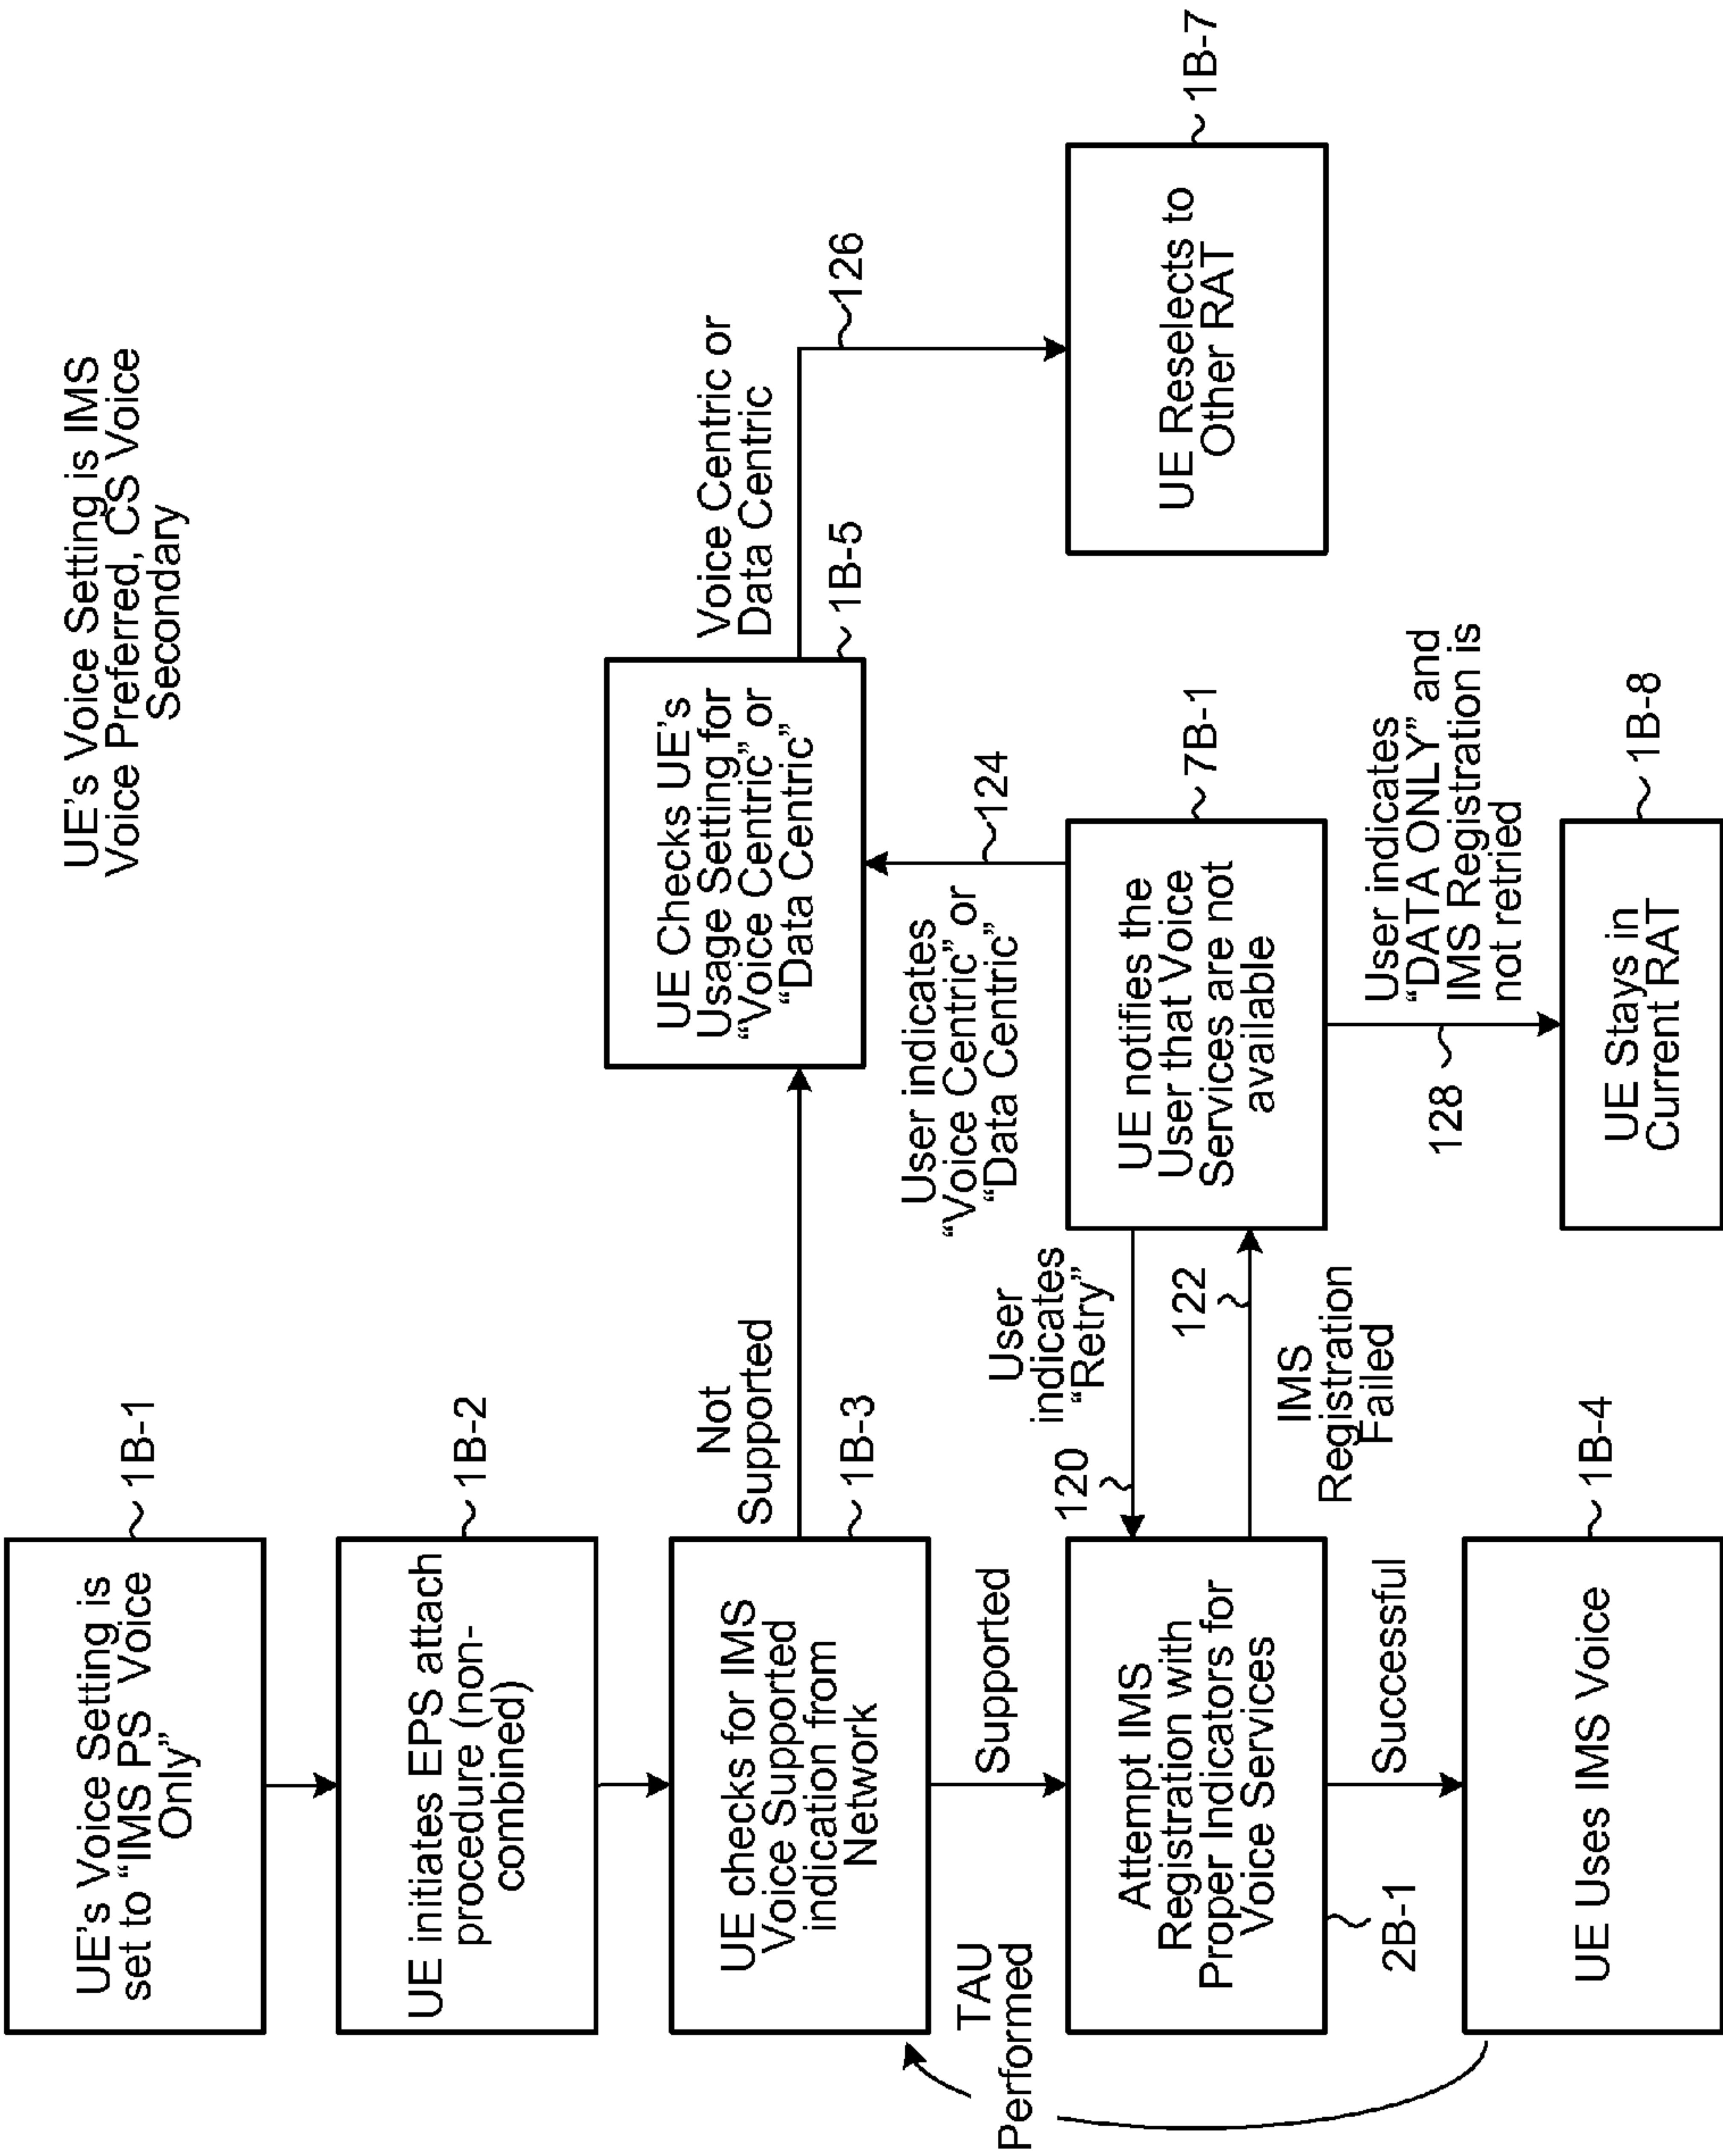 UE's Voice Setting is IMS
Voice Preferred, CS Voice
Secondary
UE's Voice Setting is
set to “IMS PS Voice
Only”
1B-1
UE initiates EPS attach
procedure (non-
combined)
1B-2
UE checks for IMS
Voice Supported
indication from
Network
1B-3
Not
Supported
UE Checks UE's
Usage Setting for
“Voice Centric” or
“Data Centric”
1B-5
Voice Centric or
Data Centric
126
UE Reselects to
Other RAT
1B-7
TAU
Performed
Supported
Attempt IMS
Registration with
Proper Indicators for
Voice Services
2B-1
User
indicates
“Retry”
120
122
IMS
Registration
Failed
User indicates
“Voice Centric” or
“Data Centric”
124
UE notifies the
User that Voice
Services are not
available
7B-1
Successful
UE Uses IMS Voice
1B-4
128
User indicates
“DATA ONLY” and
IMS Registration is
not retried
UE Stays in
Current RAT
1B-8